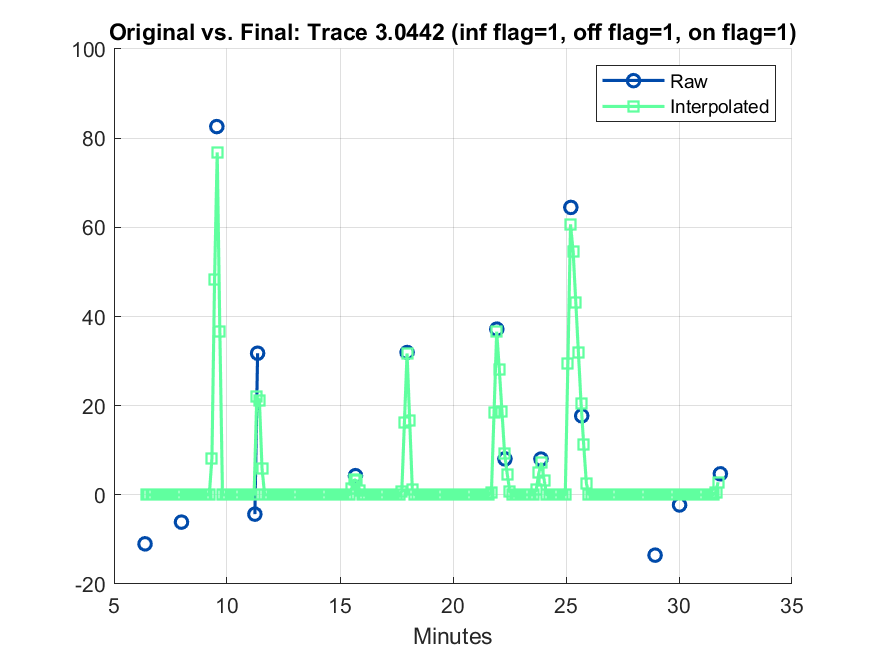 Original vs. Final: Trace 3.0442 (inf flag=1, off flag=1, on flag=1)
100
Raw
Interpolated
80
60
40
20
0
-20
5 10 15 20 25 30 35
Minutes